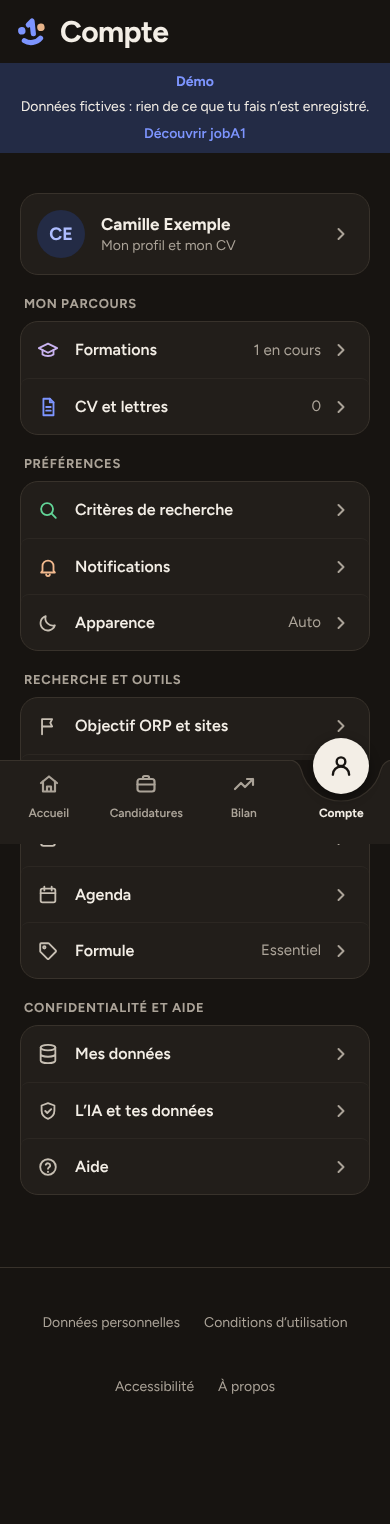 Compte
Démo
Données fictives : rien de ce que tu fais n'est enregistré.
Découvrir jobA1
CE
Camille Exemple
Mon profil et mon CV
MON PARCOURS
Formations 1 en cours
CV et lettres 0
PRÉFÉRENCES
Critères de recherche
Notifications
Apparence Auto
RECHERCHE ET OUTILS
Objectif ORP et sites
Accueil Candidatures Bilan Compte
Agenda
Formule Essentiel
CONFIDENTIALITÉ ET AIDE
Mes données
L'IA et tes données
Aide
Données personnelles Conditions d'utilisation
Accessibilité À propos